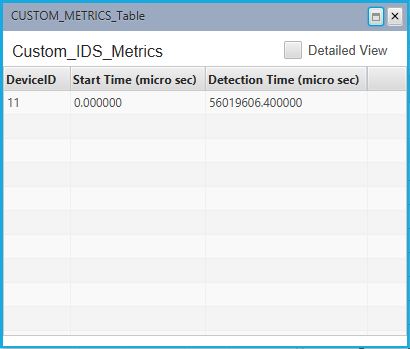 CUSTOM_METRICS_Table
Custom_IDS_Metrics
Detailed View
DeviceID Start Time (micro sec) Detection Time (micro sec)
11 0.000000 56019606.400000